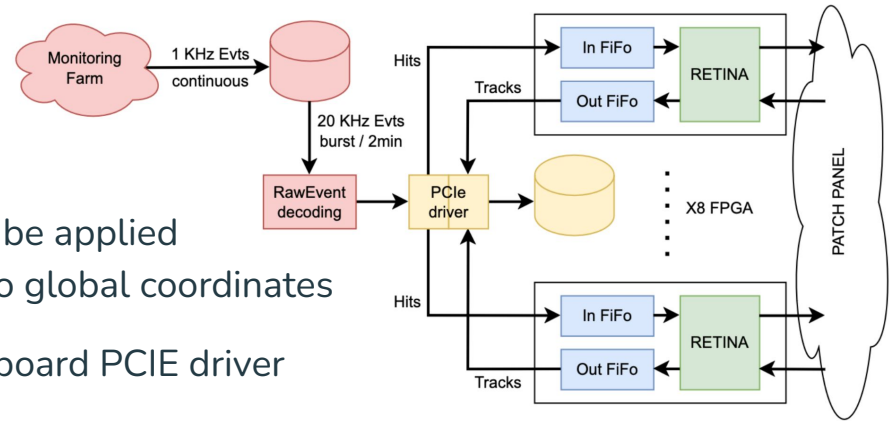 Monitoring
Farm
1 KHz Evts
continuous
20 KHz Evts
burst / 2min
RawEvent
decoding
PCIe
driver
Hits
Tracks
In FiFo
Out FiFo
RETINA
X8 FPGA
Hits
Tracks
In FiFo
Out FiFo
RETINA
PATCH PANEL
be applied
o global coordinates
board PCIE driver